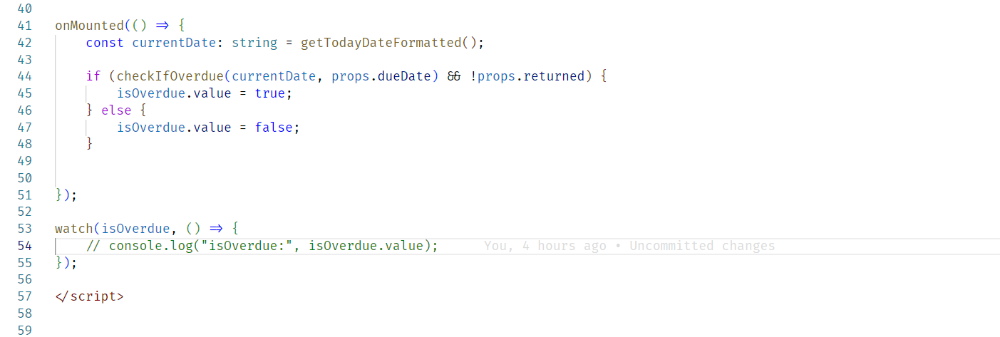 40
41 onMounted(() => {
42     const currentDate: string = getTodayDateFormatted();
43
44     if (checkIfOverdue(currentDate, props.dueDate) && !props.returned) {
45         isOverdue.value = true;
46     } else {
47         isOverdue.value = false;
48     }
49
50
51 });
52
53 watch(isOverdue, () => {
54     // console.log("isOverdue:", isOverdue.value);     You, 4 hours ago • Uncommitted changes
55 });
56
57 </script>
58
59